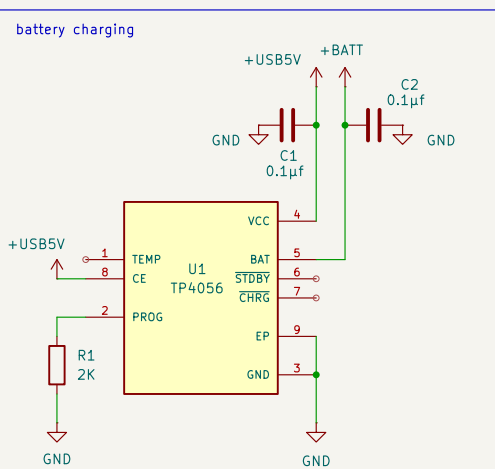 battery charging
+USB5V
+BATT
C2
0.1µf
GND
GND
C1
0.1µf
VCC
4
+USB5V
1
TEMP
U1
BAT
5
8
CE
TP4056
STDBY
6
CHRG
7
2
PROG
EP
9
R1
2K
GND
3
GND
GND